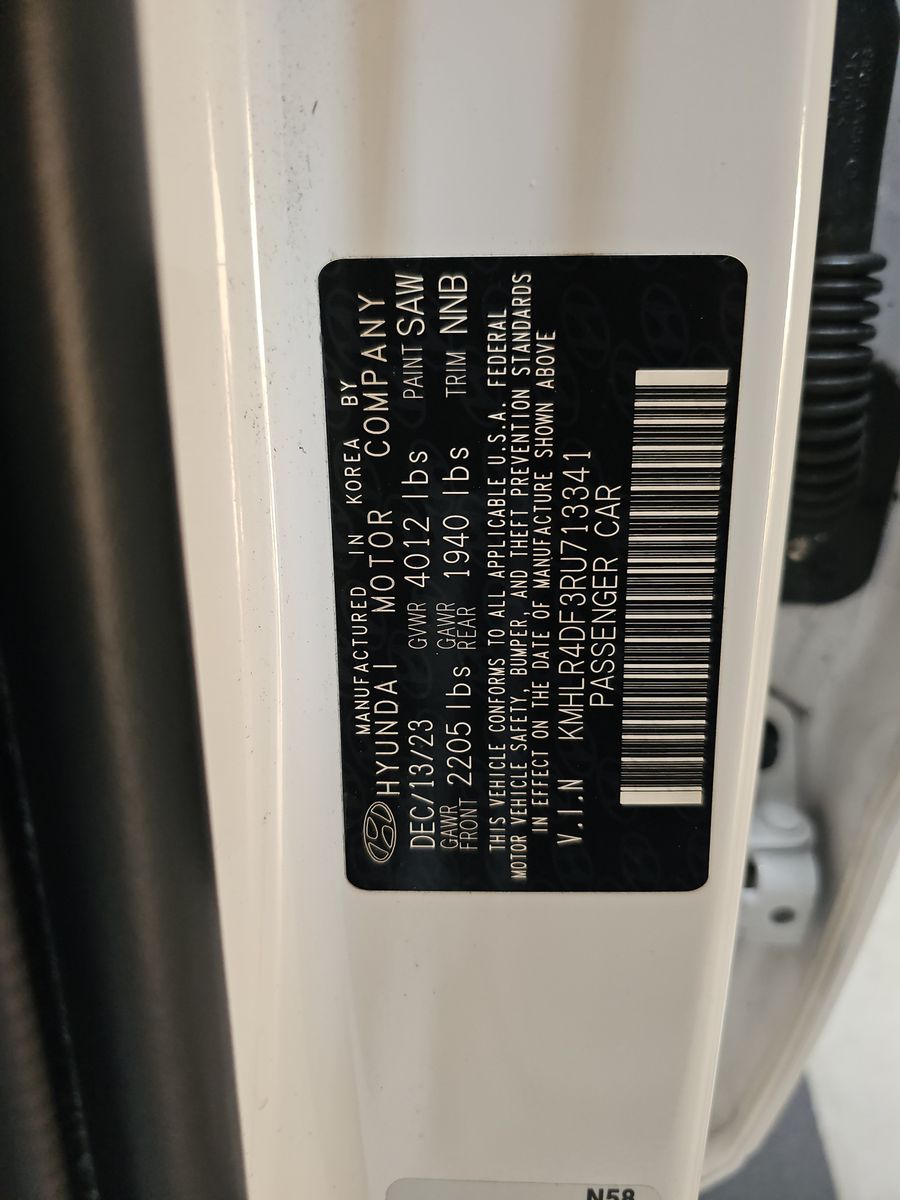 MANUFACTURED IN KOREA BY
HYUNDAI MOTOR COMPANY
DEC/13/23 GVWR 4012 lbs PAINT SAW
GAWR FRONT 2205 lbs GAWR REAR 1940 lbs TRIM NNB
THIS VEHICLE CONFORMS TO ALL APPLICABLE U.S.A. FEDERAL
MOTOR VEHICLE SAFETY, BUMPER, AND THEFT PREVENTION STANDARDS
IN EFFECT ON THE DATE OF MANUFACTURE SHOWN ABOVE
V.I.N KMHLR4DF3RU713341
PASSENGER CAR
N58